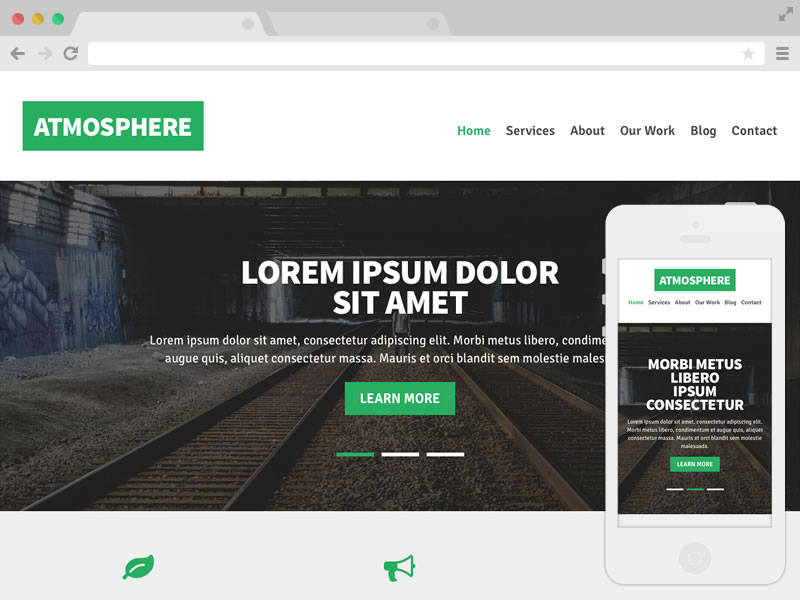 ATMOSPHERE
Home Services About Our Work Blog Contact
LOREM IPSUM DOLOR
SIT AMET
Lorem ipsum dolor sit amet, consectetur adipiscing elit. Morbi metus libero, condime
augue quis, aliquet consectetur massa. Mauris et orci blandit sem molestie males
LEARN MORE
ATMOSPHERE
Home Services About Our Work Blog Contact
MORBI METUS
LIBERO
IPSUM
CONSECTETUR
Lorem ipsum dolor sit amet, consectetur adipiscing elit.
Morbi metus libero, condimentum et augue quis, aliquet
consectetur massa. Mauris et orci blandit sem molestie
malesuada.
LEARN MORE